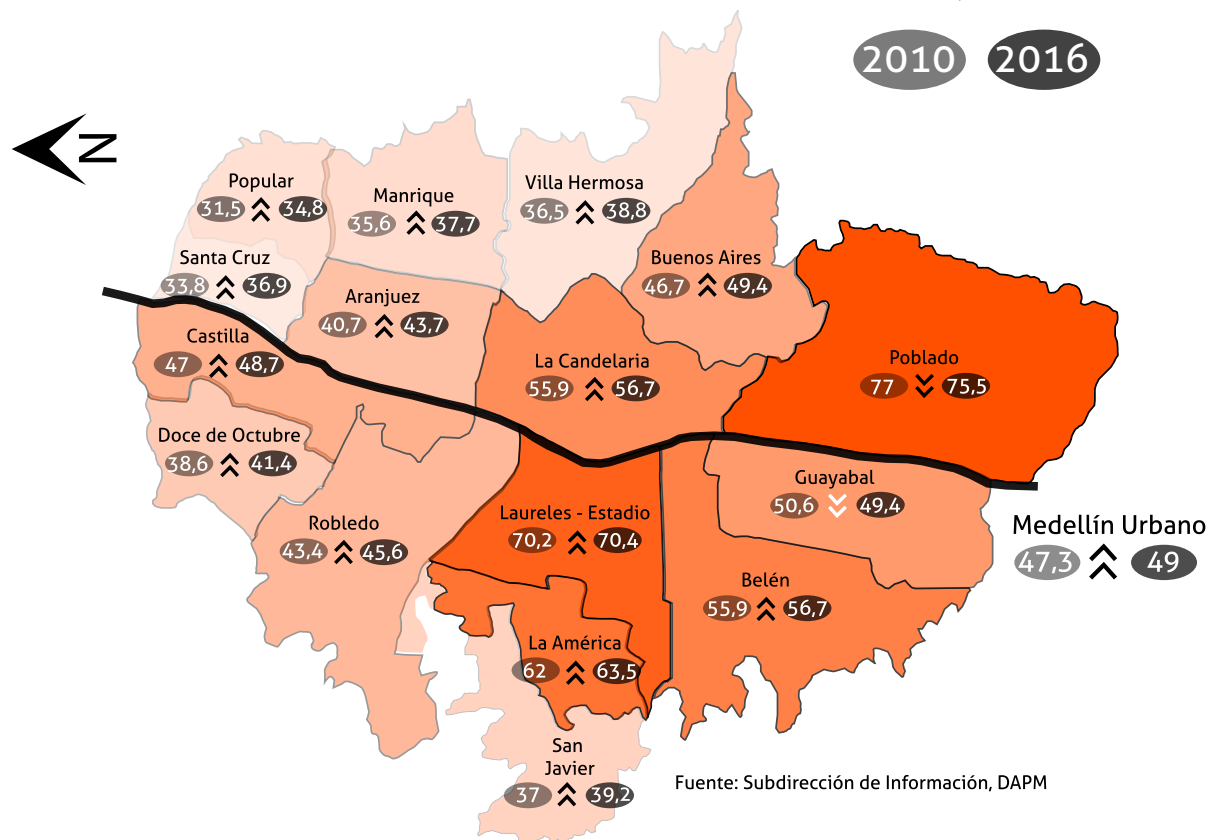 2010 2016
N
Popular
31,5 34,8
Manrique
35,6 37,7
Villa Hermosa
36,5 38,8
Santa Cruz
33,8 36,9
Buenos Aires
46,7 49,4
Aranjuez
40,7 43,7
Castilla
47 48,7
La Candelaria
55,9 56,7
Poblado
77 75,5
Doce de Octubre
38,6 41,4
Guayabal
50,6 49,4
Robledo
43,4 45,6
Laureles - Estadio
70,2 70,4
Medellín Urbano
47,3 49
Belén
55,9 56,7
La América
62 63,5
San
Javier
37 39,2
Fuente: Subdirección de Información, DAPM